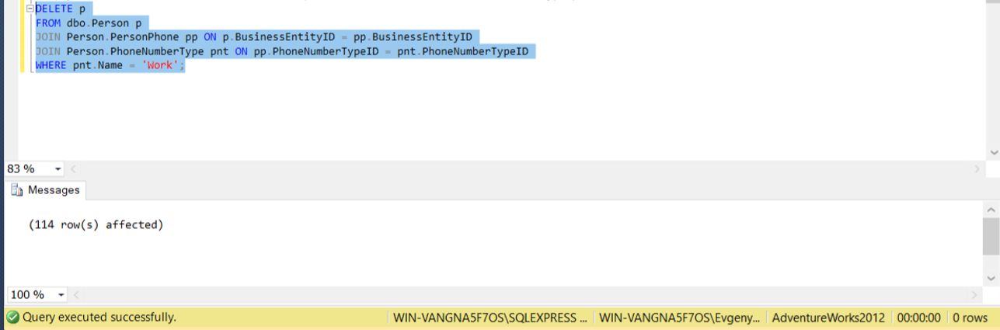 DELETE p
FROM dbo.Person p
JOIN Person.PersonPhone pp ON p.BusinessEntityID = pp.BusinessEntityID
JOIN Person.PhoneNumberType pnt ON pp.PhoneNumberTypeID = pnt.PhoneNumberTypeID
WHERE pnt.Name = 'Work';
83 %
Messages
(114 row(s) affected)
100 %
Query executed successfully.
WIN-VANGNA5F7OS\SQLEXPRESS ...
WIN-VANGNA5F7OS\Evgeny...
AdventureWorks2012
00:00:00
0 rows